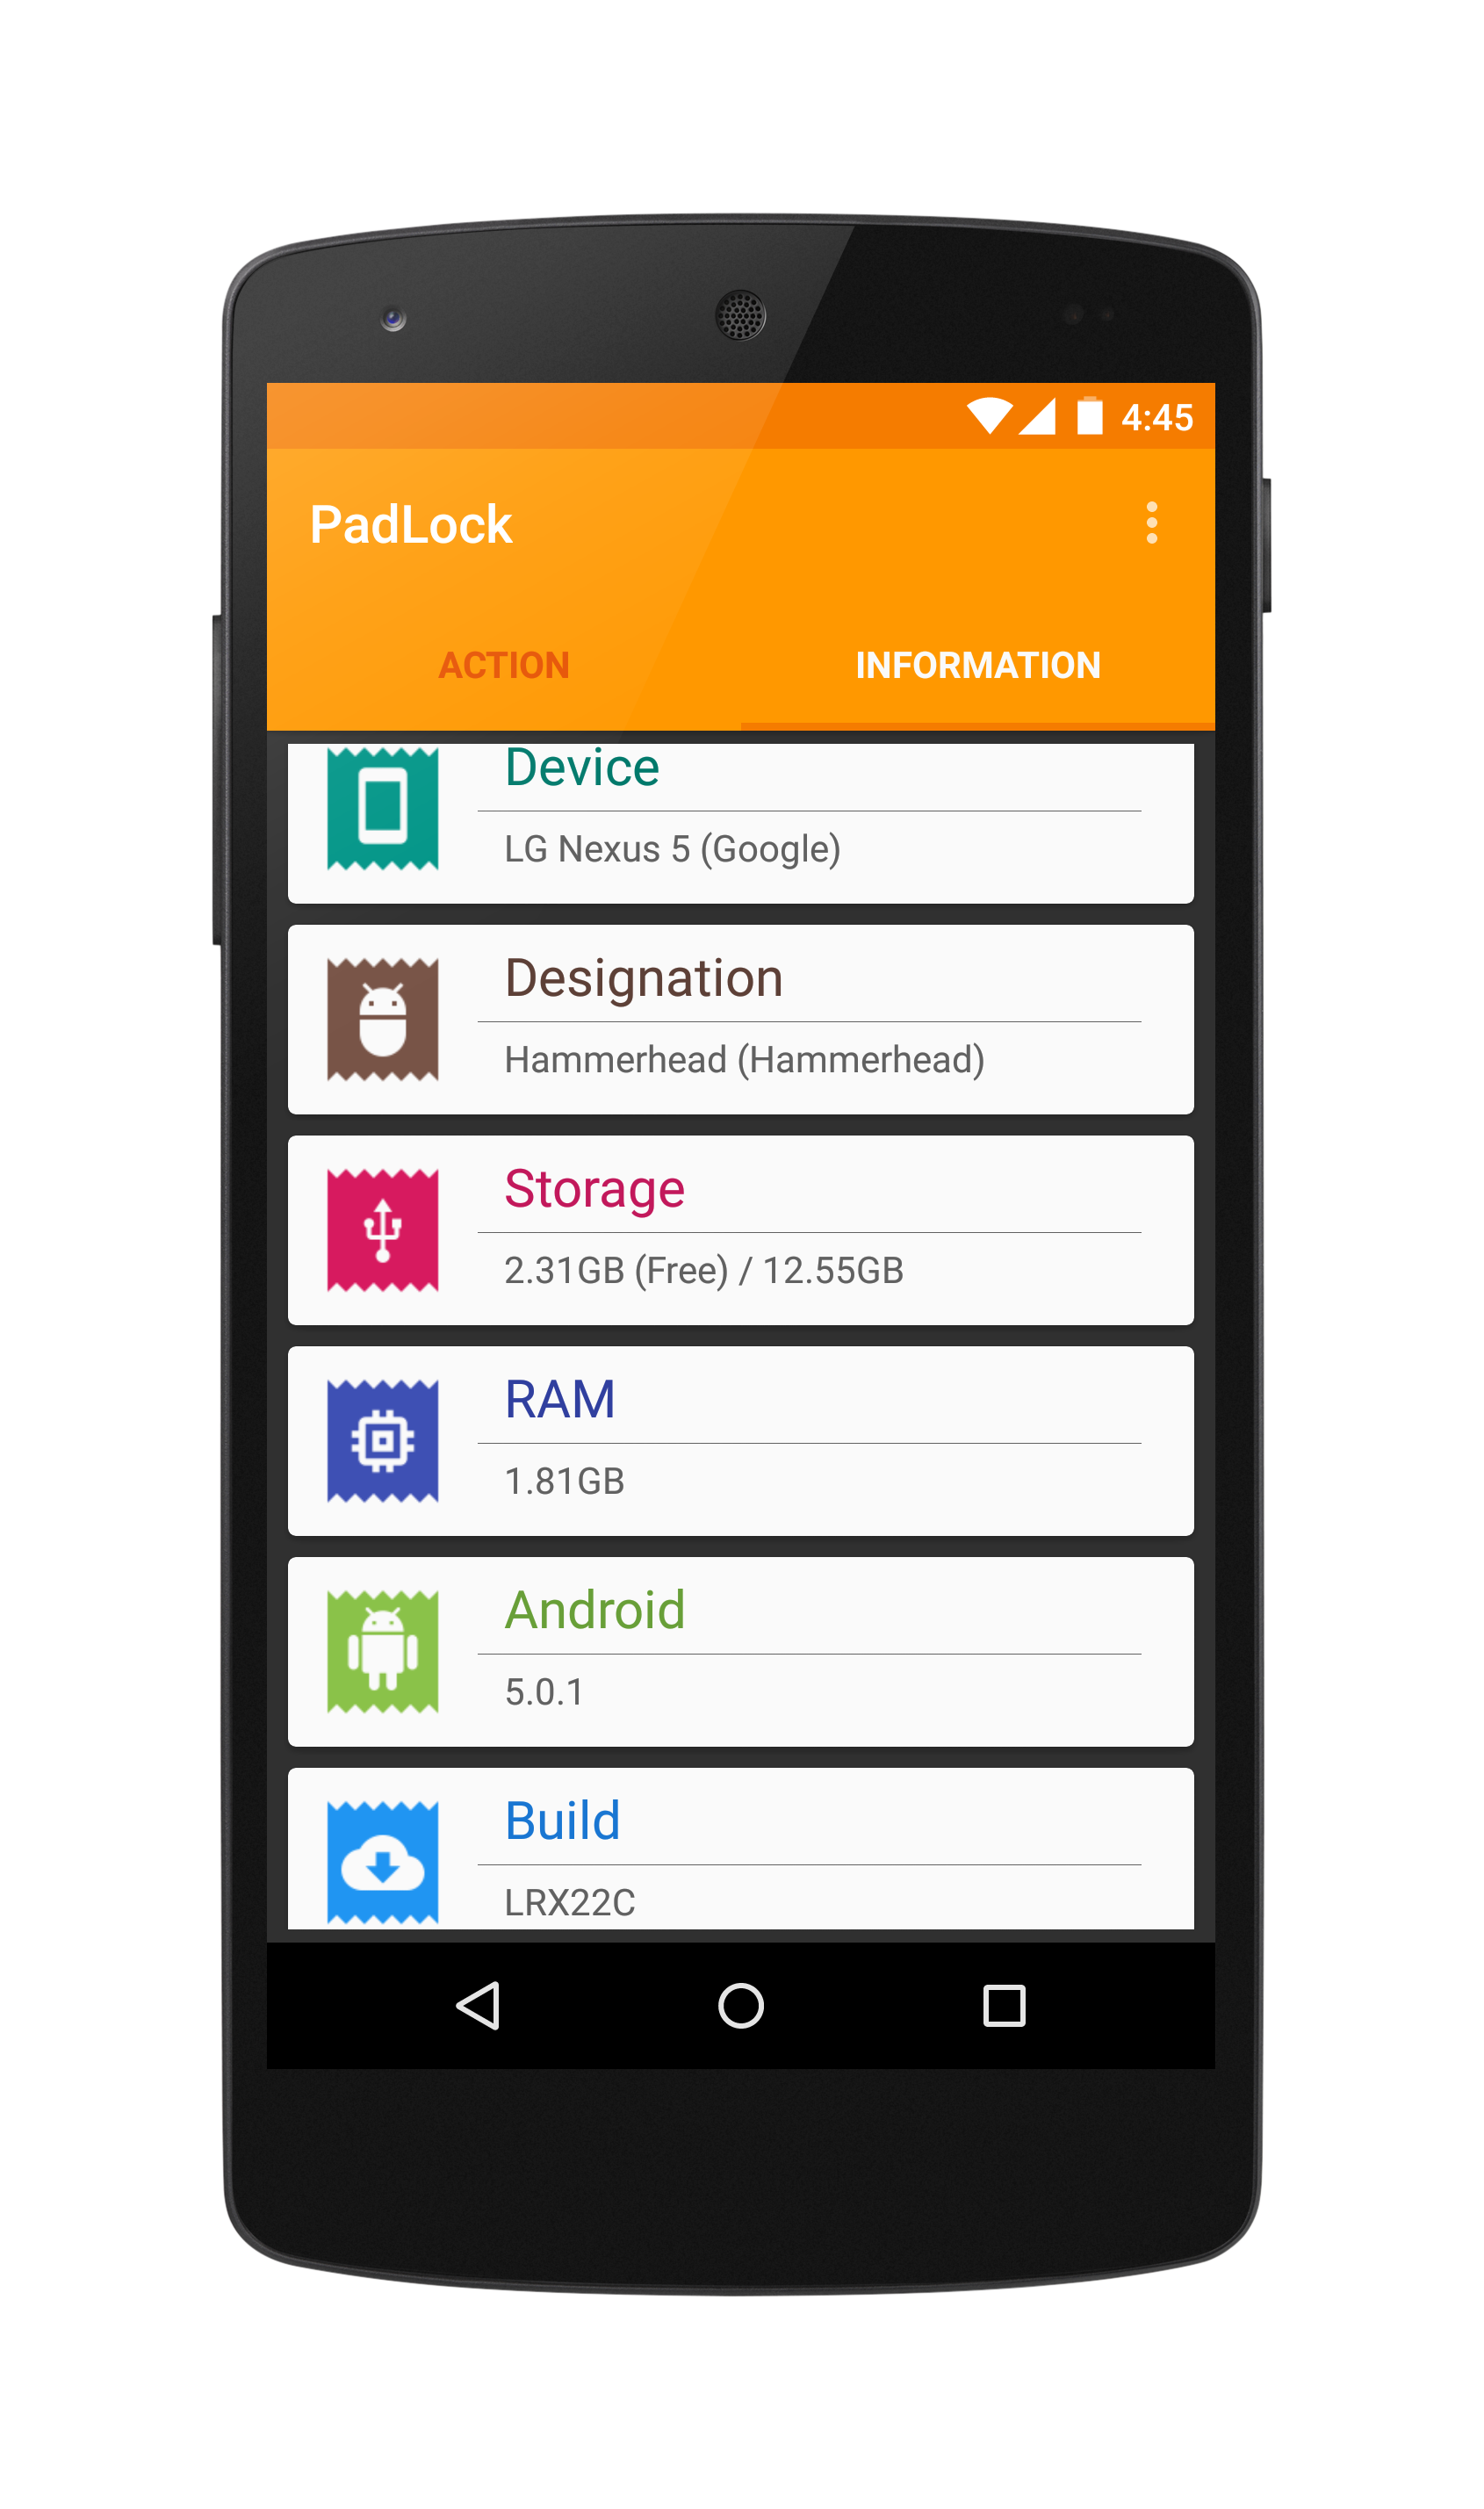 4:45
PadLock
ACTION
INFORMATION
Device
LG Nexus 5 (Google)
Designation
Hammerhead (Hammerhead)
Storage
2.31GB (Free) / 12.55GB
RAM
1.81GB
Android
5.0.1
Build
LRX22C